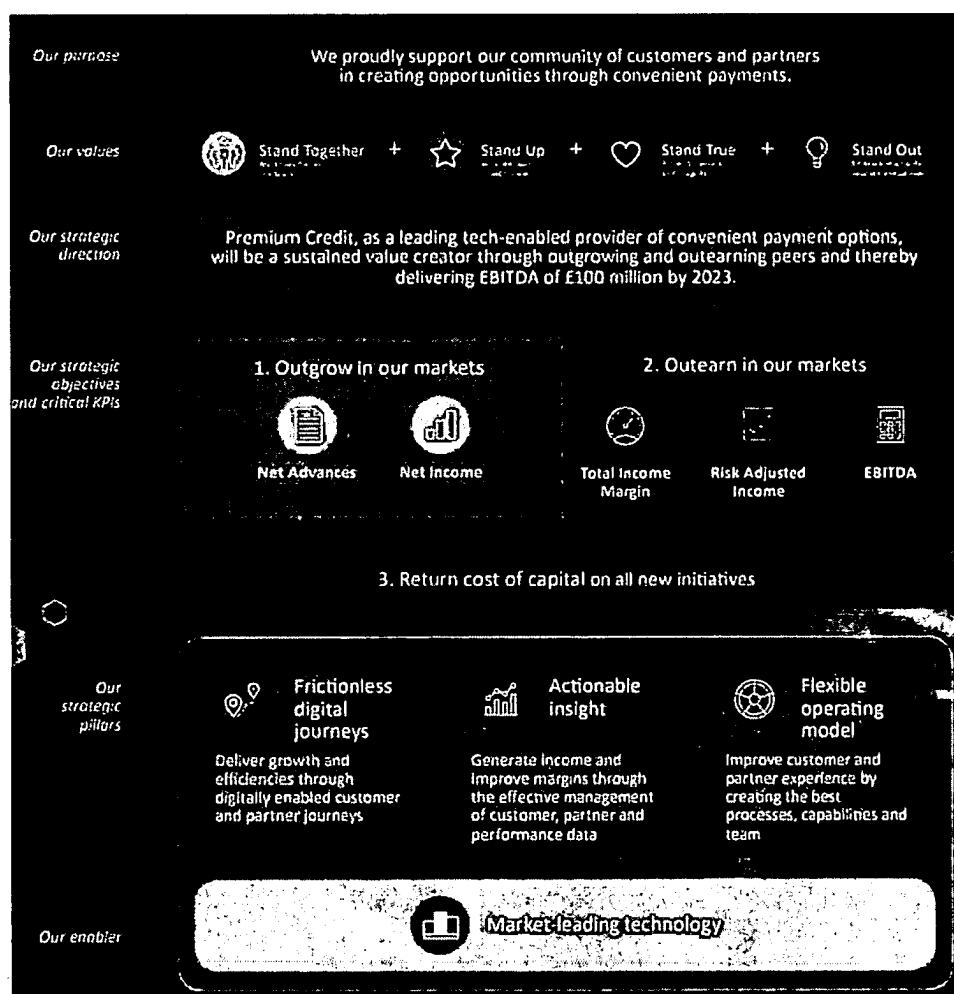 Our purpose
We proudly support our community of customers and partners
in creating opportunities through convenient payments.
Our values
Stand Together + Stand Up + Stand True + Stand Out
Our strategic
direction
Premium Credit, as a leading tech-enabled provider of convenient payment options,
will be a sustained value creator through outgrowing and outearning peers and thereby
delivering EBITDA of £100 million by 2023.
Our strategic
objectives
and critical KPIs
1. Outgrow in our markets
Net Advances
Net Income
2. Outearn in our markets
Total Income
Margin
Risk Adjusted
Income
EBITDA
3. Return cost of capital on all new initiatives
Our
strategic
pillars
Frictionless
digital
journeys
Deliver growth and
efficiencies through
digitally enabled customer
and partner journeys
Actionable
insight
Generate income and
improve margins through
the effective management
of customer, partner and
performance data
Flexible
operating
model
Improve customer and
partner experience by
creating the best
processes, capabilities and
team
Our enabler
Market-leading technology